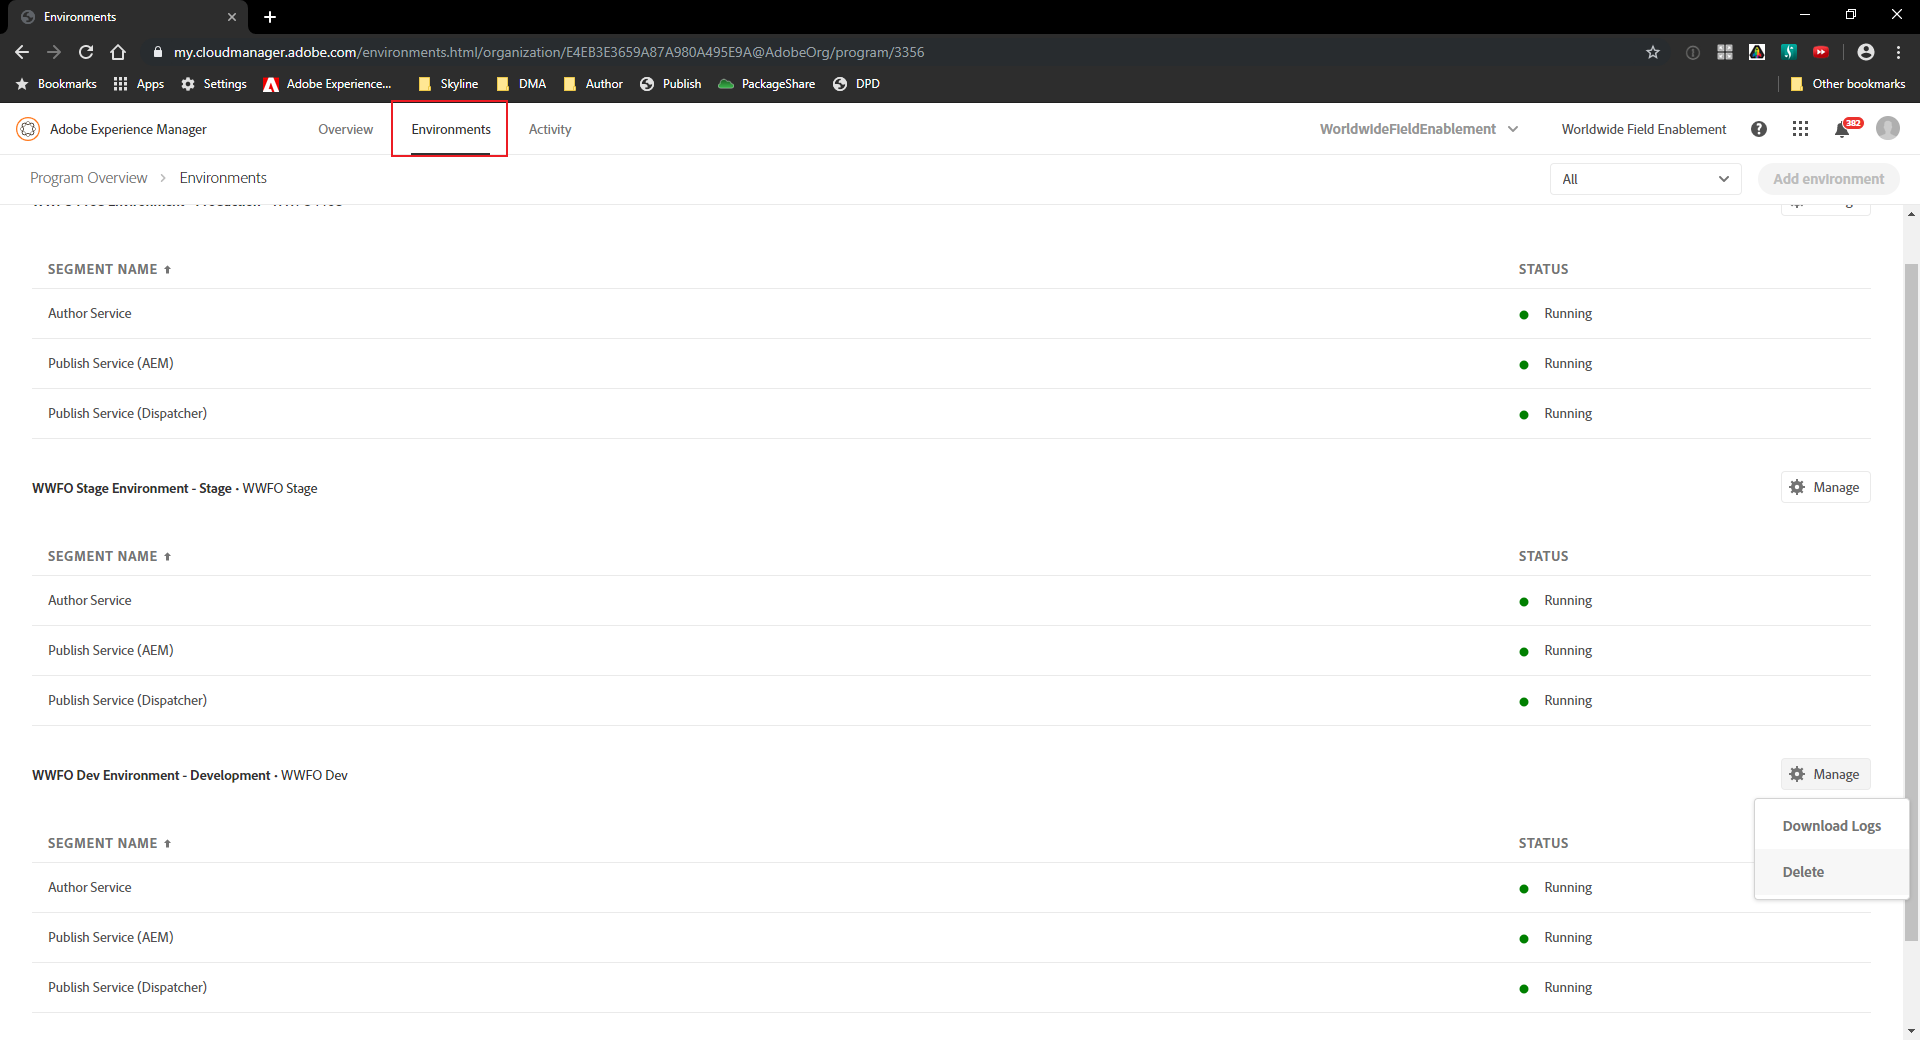 Environments
my.cloudmanager.adobe.com/environments.html/organization/E4EB3E3659A87A980A495E9A@AdobeOrg/program/3356
Bookmarks Apps Settings Adobe Experience... Skyline DMA Author Publish PackageShare DPD Other bookmarks
Adobe Experience Manager Overview Environments Activity WorldwIdeFIeldEnablement Worldwide Field Enablement 382
Program Overview > Environments All Add environment
SEGMENT NAME STATUS
Author Service Running
Publish Service (AEM) Running
Publish Service (Dispatcher) Running
WWFO Stage Environment - Stage • WWFO Stage Manage
SEGMENT NAME STATUS
Author Service Running
Publish Service (AEM) Running
Publish Service (Dispatcher) Running
WWFO Dev Environment - Development • WWFO Dev Manage
Download Logs
SEGMENT NAME STATUS
Delete
Author Service Running
Publish Service (AEM) Running
Publish Service (Dispatcher) Running